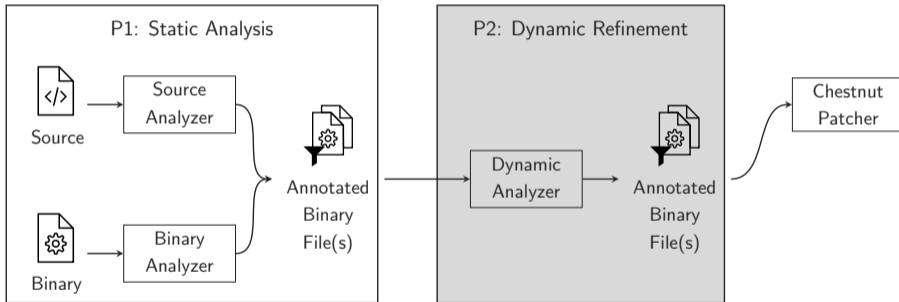 P1: Static Analysis
</>
Source
Source
Analyzer
Binary
Binary
Analyzer
Annotated
Binary
File(s)
P2: Dynamic Refinement
Dynamic
Analyzer
Annotated
Binary
File(s)
Chestnut
Patcher